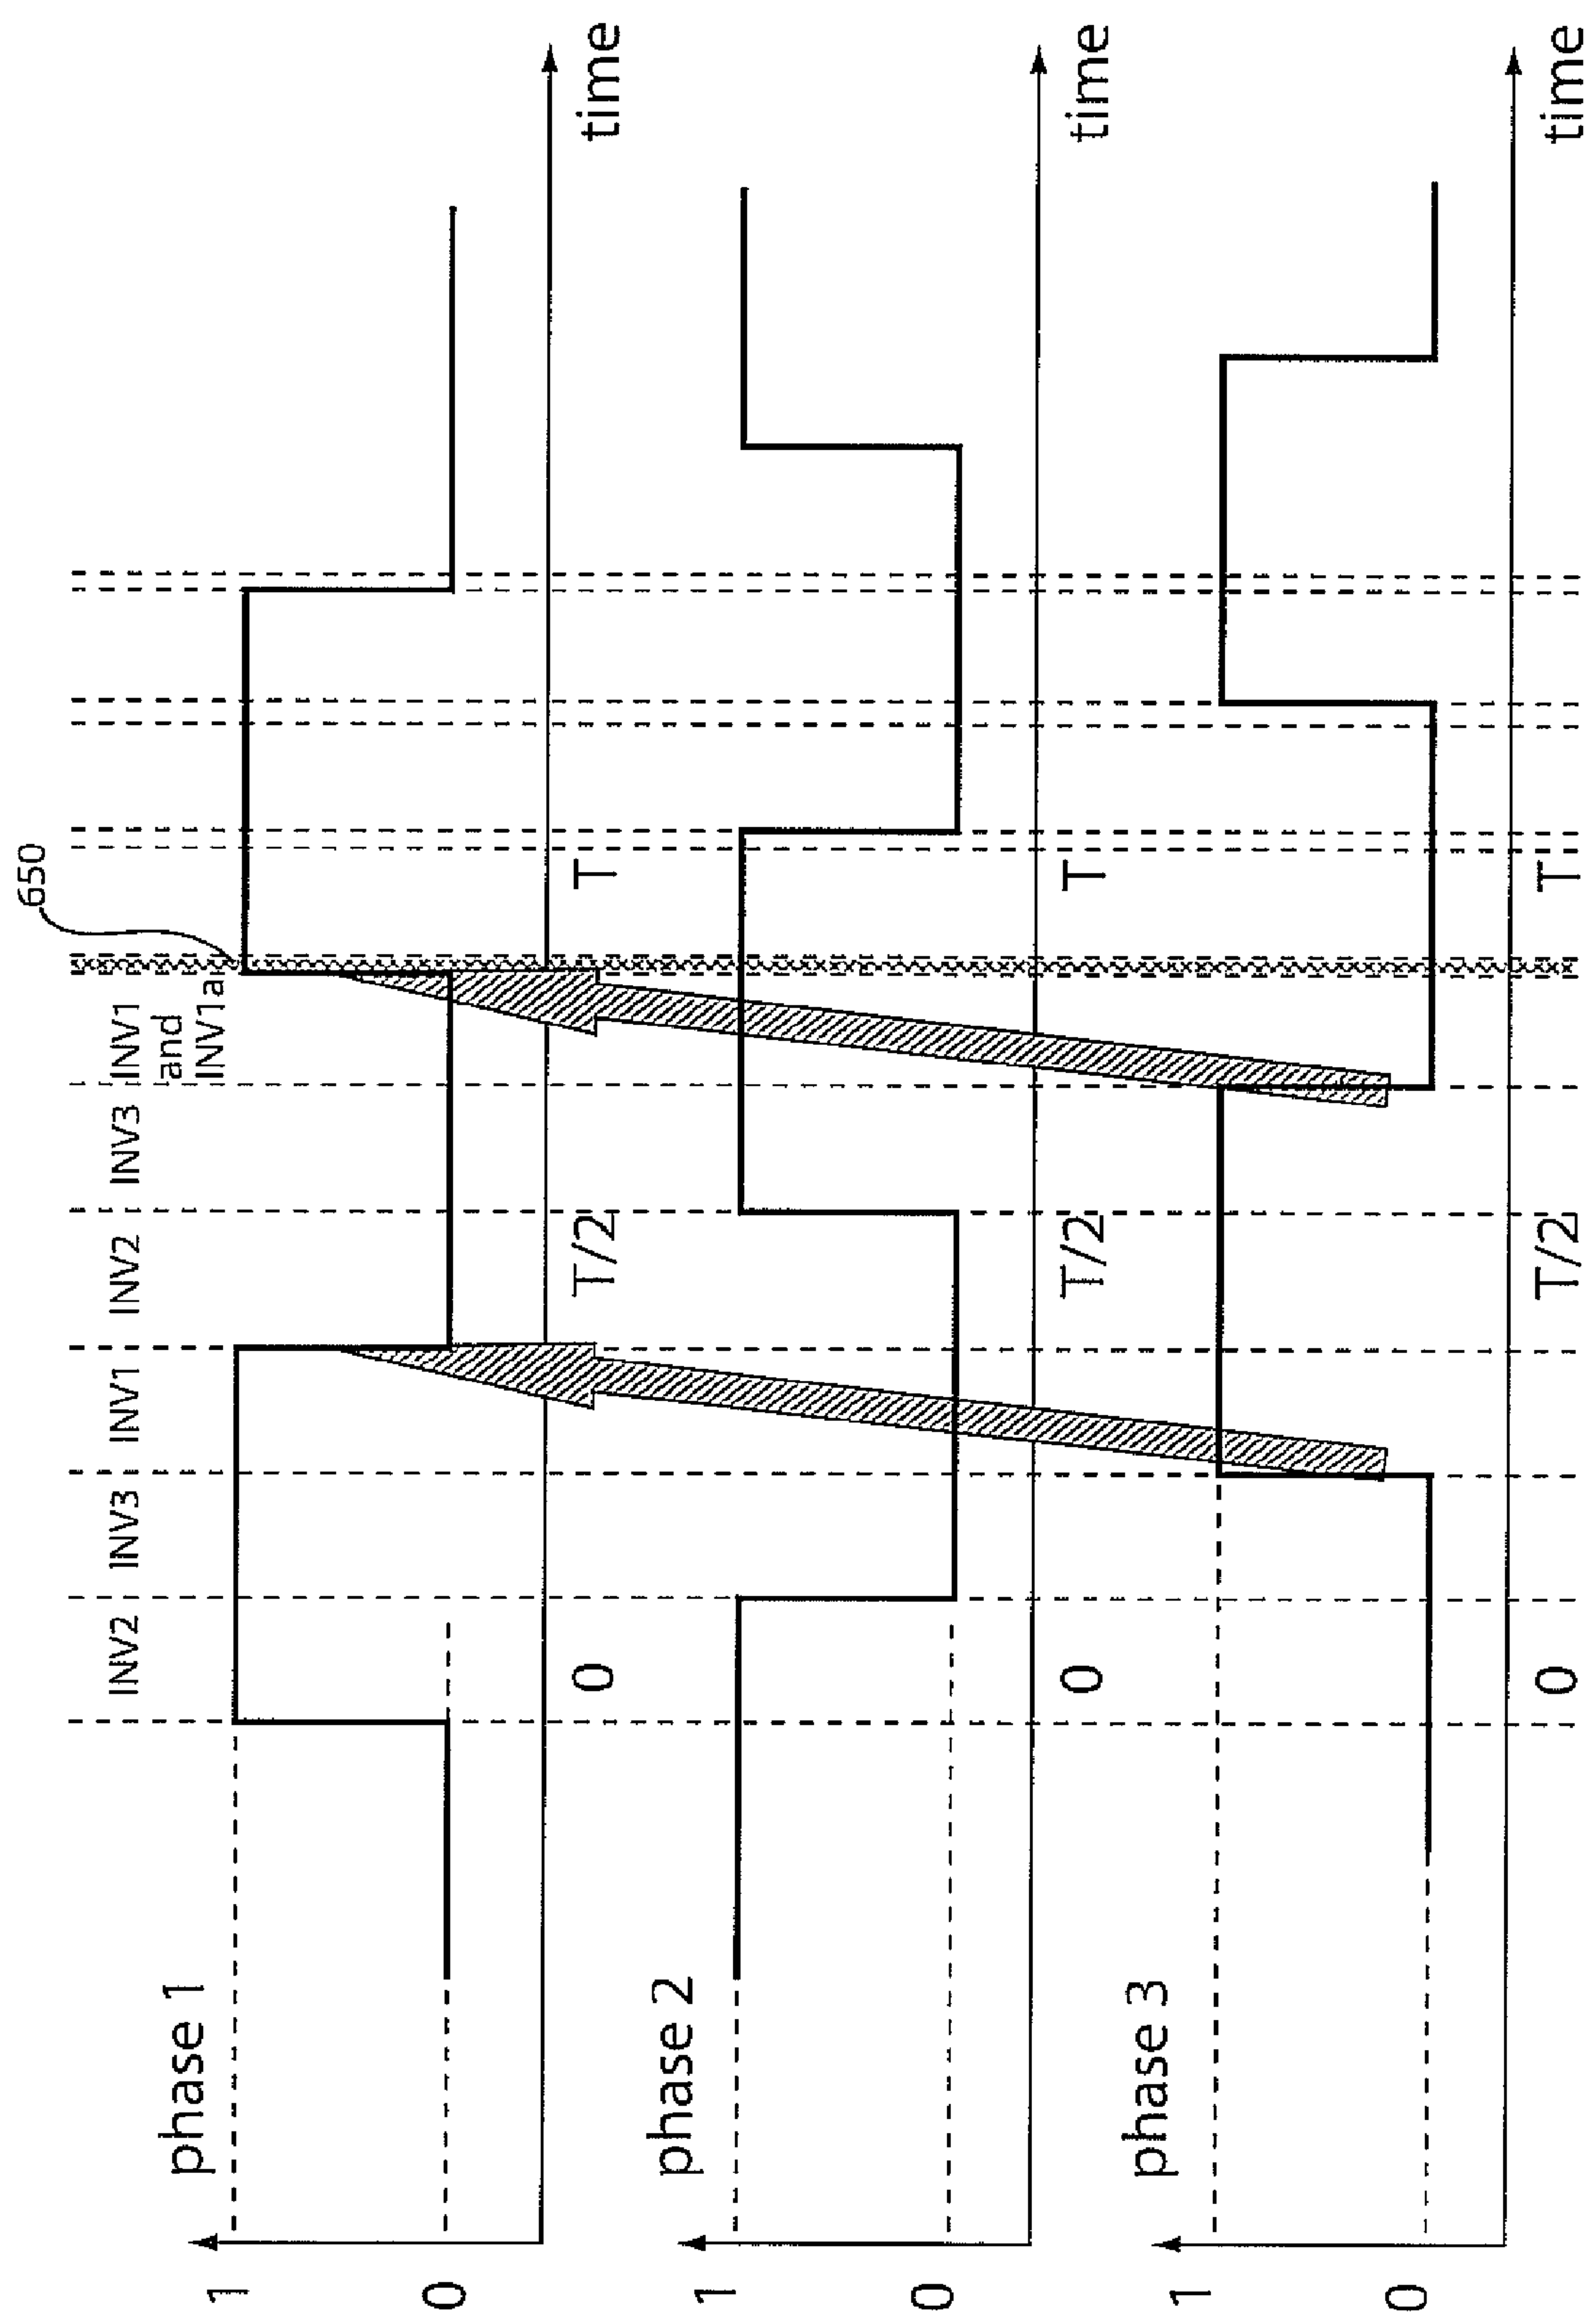 650
INV2 INV3 INV1 INV2 INV3 INV1
and
INV1a
phase 1
1
0
0 T/2 T
time
phase 2
1
0
0 T/2 T
time
phase 3
1
0
0 T/2 T
time